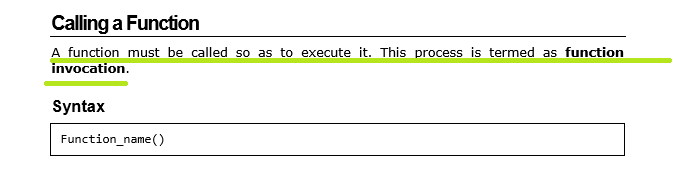 Calling a Function
A function must be called so as to execute it. This process is termed as function
invocation.
Syntax
Function_name()